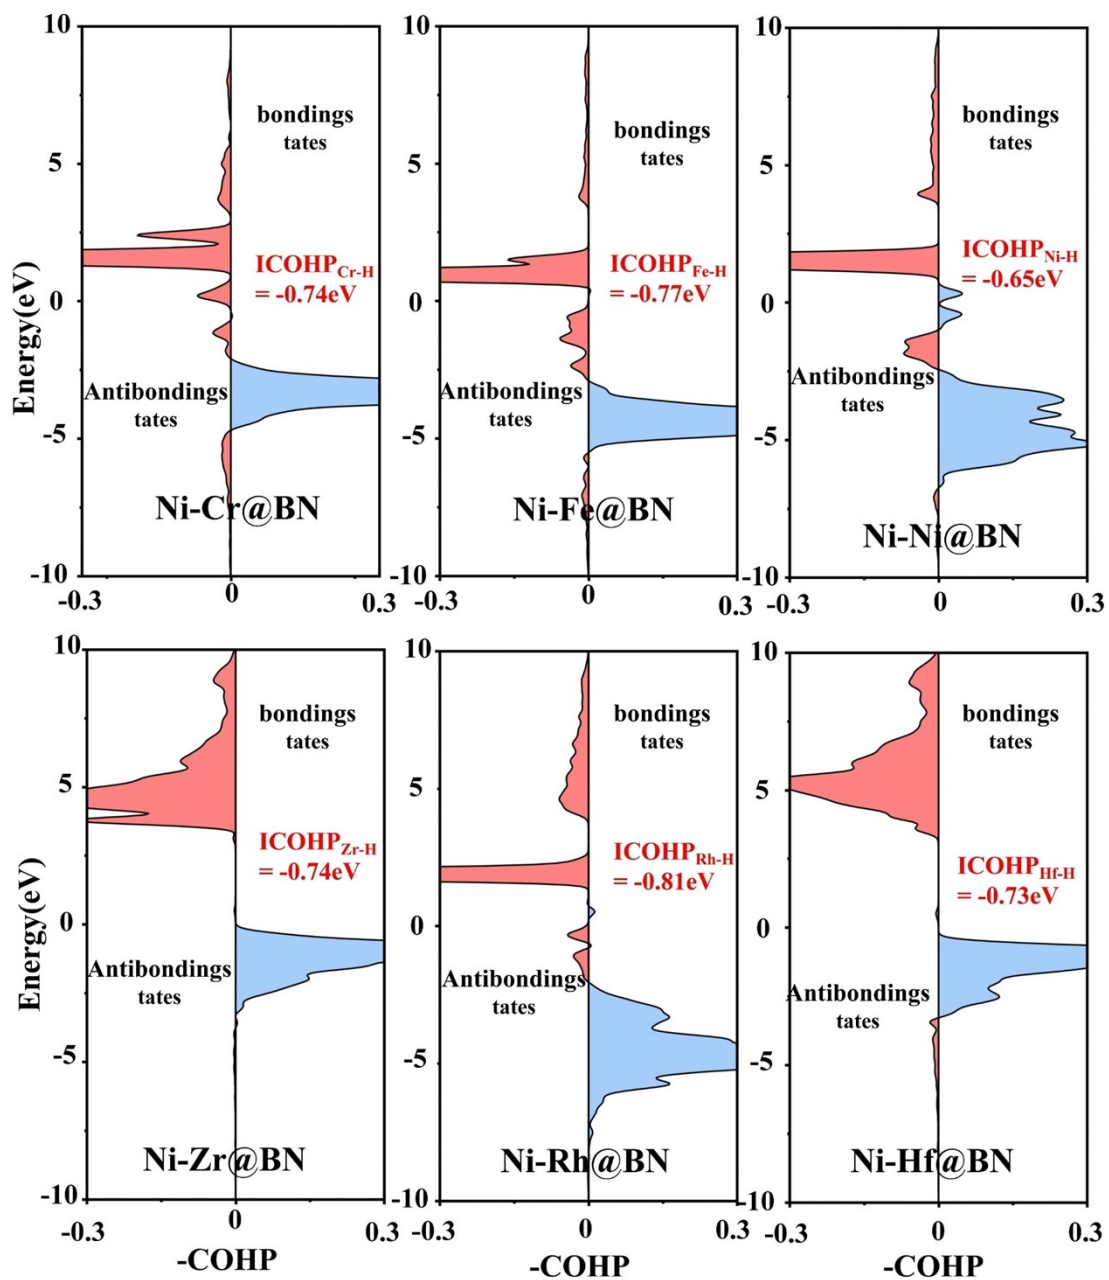 10
5
0
-5
-10
Energy(eV)
bondings
tates
ICOHPCr-H
= -0.74eV
Antibondings
tates
Ni-Cr@BN
-0.3
0
0.3
10
5
0
-5
-10
bondings
tates
ICOHPFe-H
= -0.77eV
Antibondings
tates
Ni-Fe@BN
-0.3
0
0.3
10
5
0
-5
-10
bondings
tates
ICOHPNi-H
= -0.65eV
Antibondings
tates
Ni-Ni@BN
-0.3
0
0.3
10
5
0
-5
-10
Energy(eV)
bondings
tates
ICOHPZr-H
= -0.74eV
Antibondings
tates
Ni-Zr@BN
-0.3
0
0.3
-COHP
10
5
0
-5
-10
bondings
tates
ICOHPRh-H
= -0.81eV
Antibondings
tates
Ni-Rh@BN
-0.3
0
0.3
-COHP
10
5
0
-5
-10
bondings
tates
ICOHPHf-H
= -0.73eV
Antibondings
tates
Ni-Hf@BN
-0.3
0
0.3
-COHP